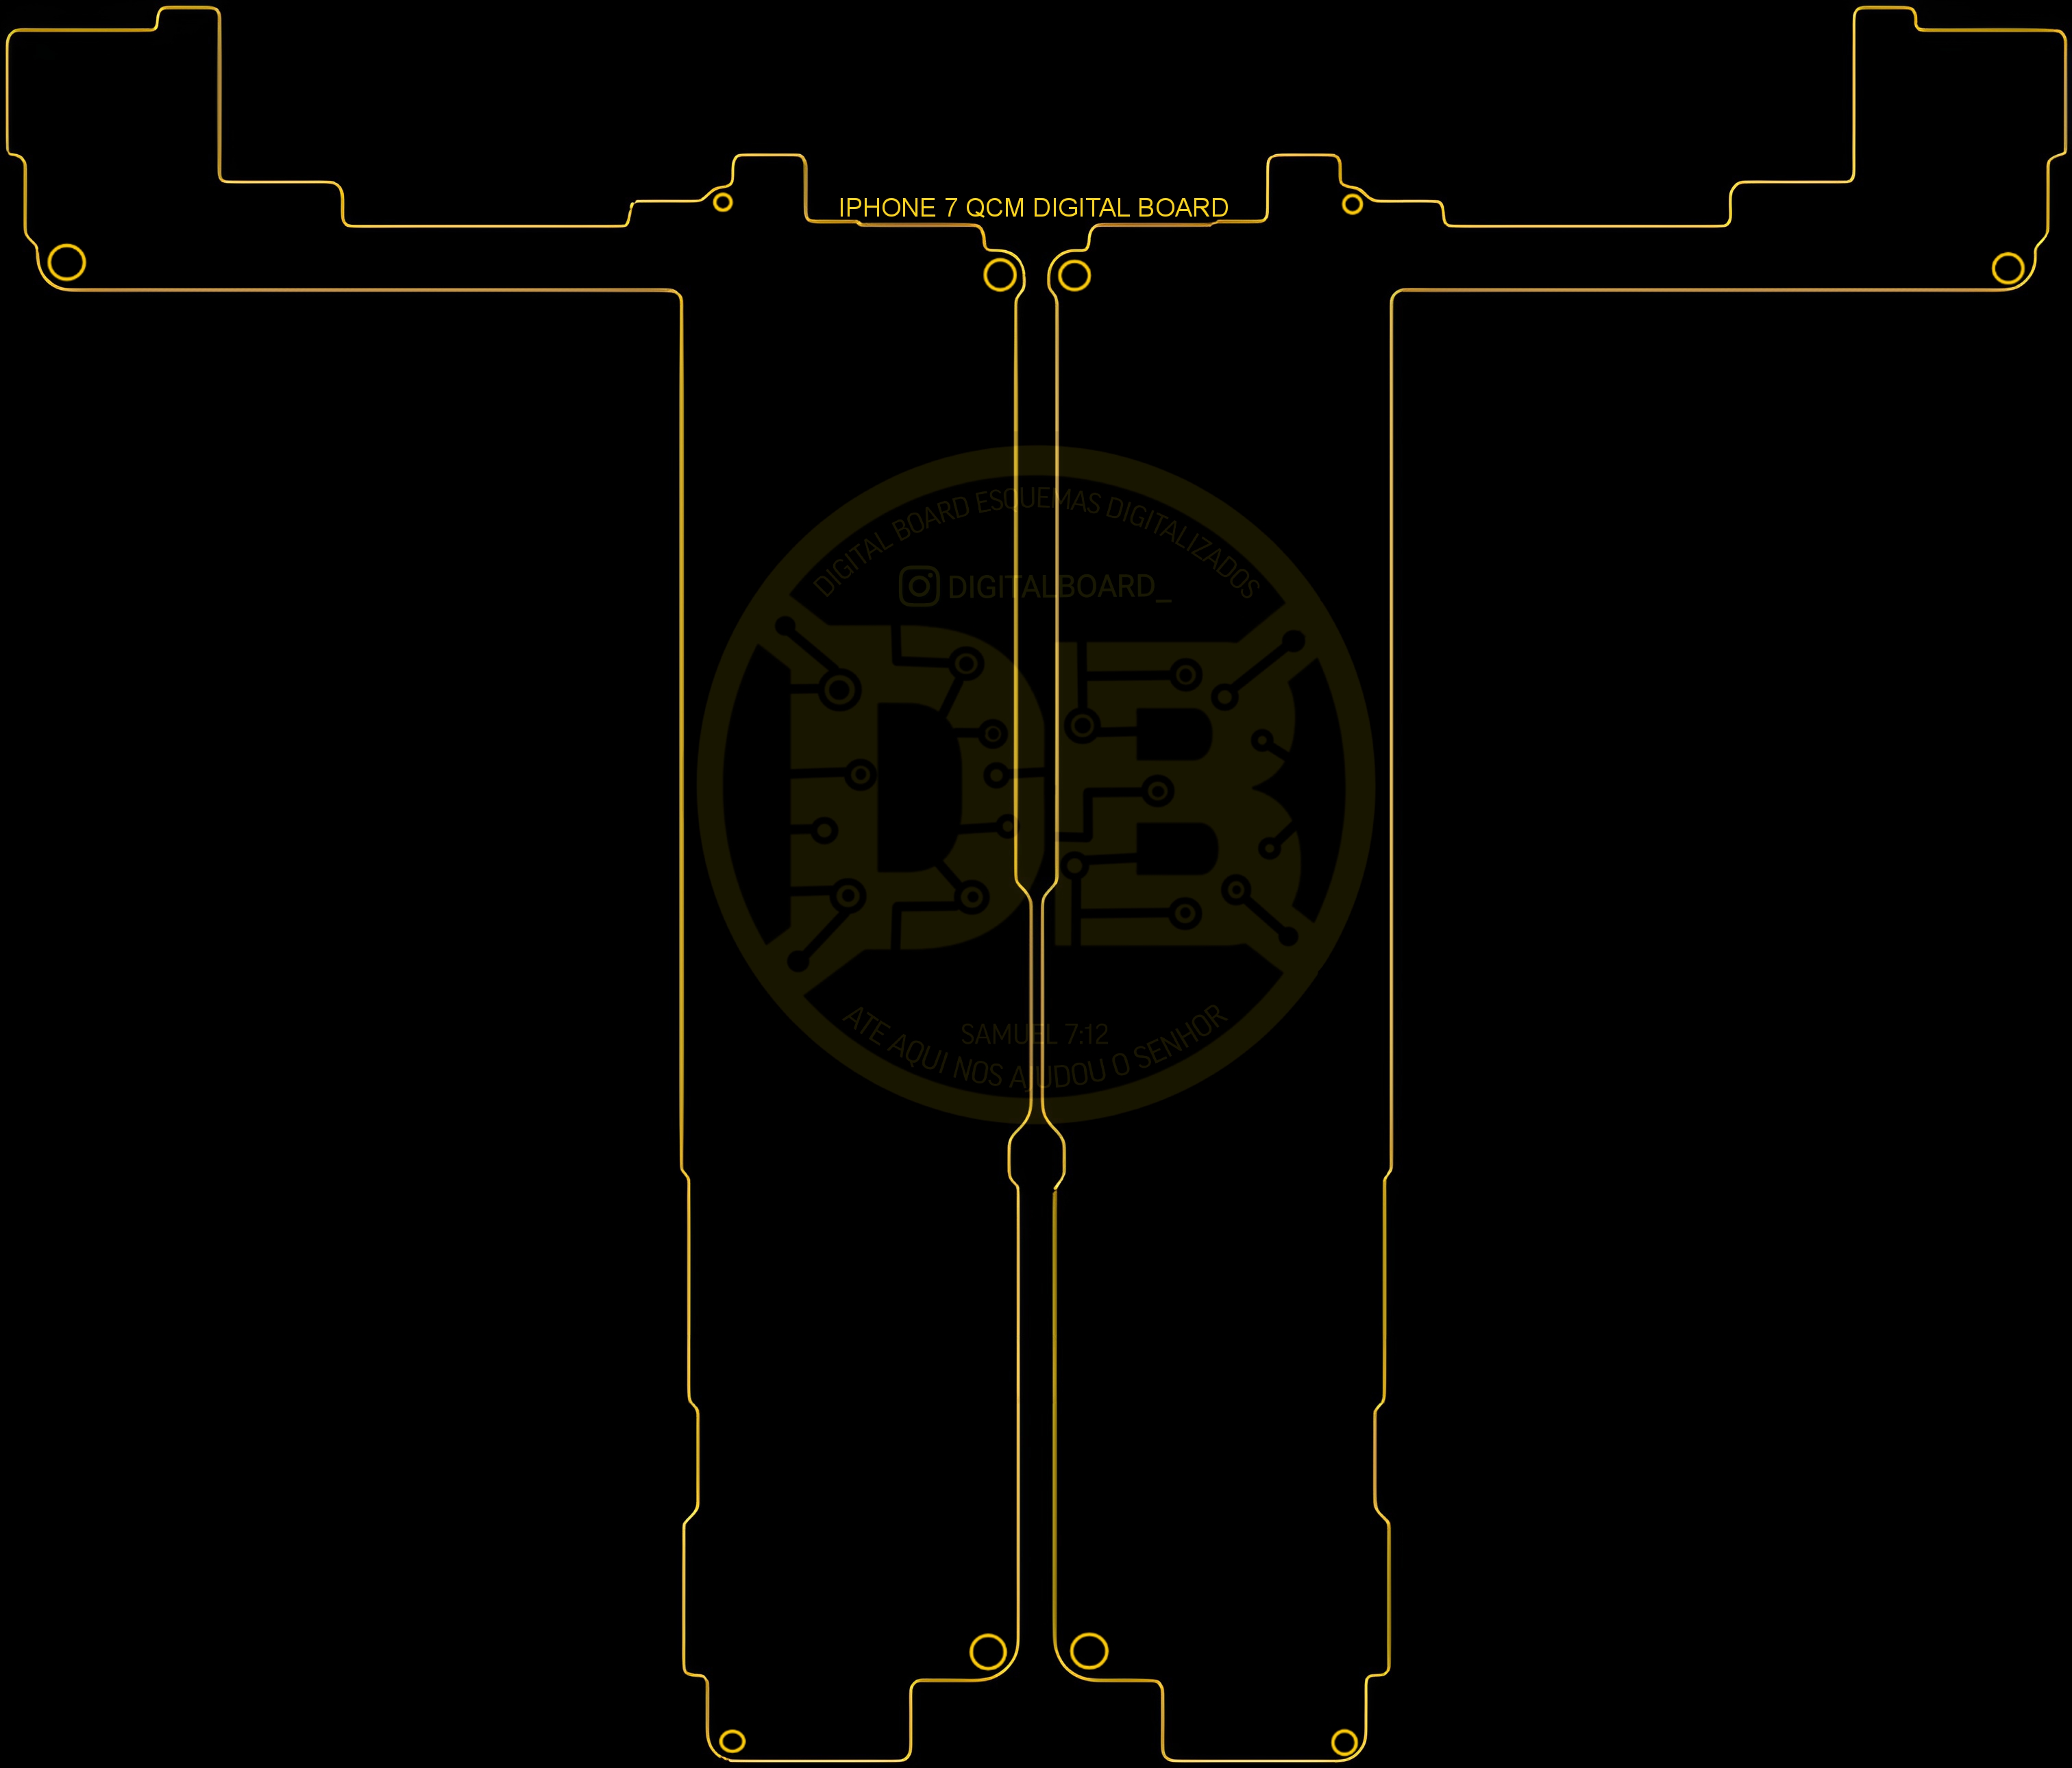 IPHONE 7 QCM DIGITAL BOARD
DIGITAL BOARD ESQUEMAS DIGITALIZADOS
DIGITALBOARD_
DB
SAMUEL 7:12
ATE AQUI NOS AJUDOU O SENHOR